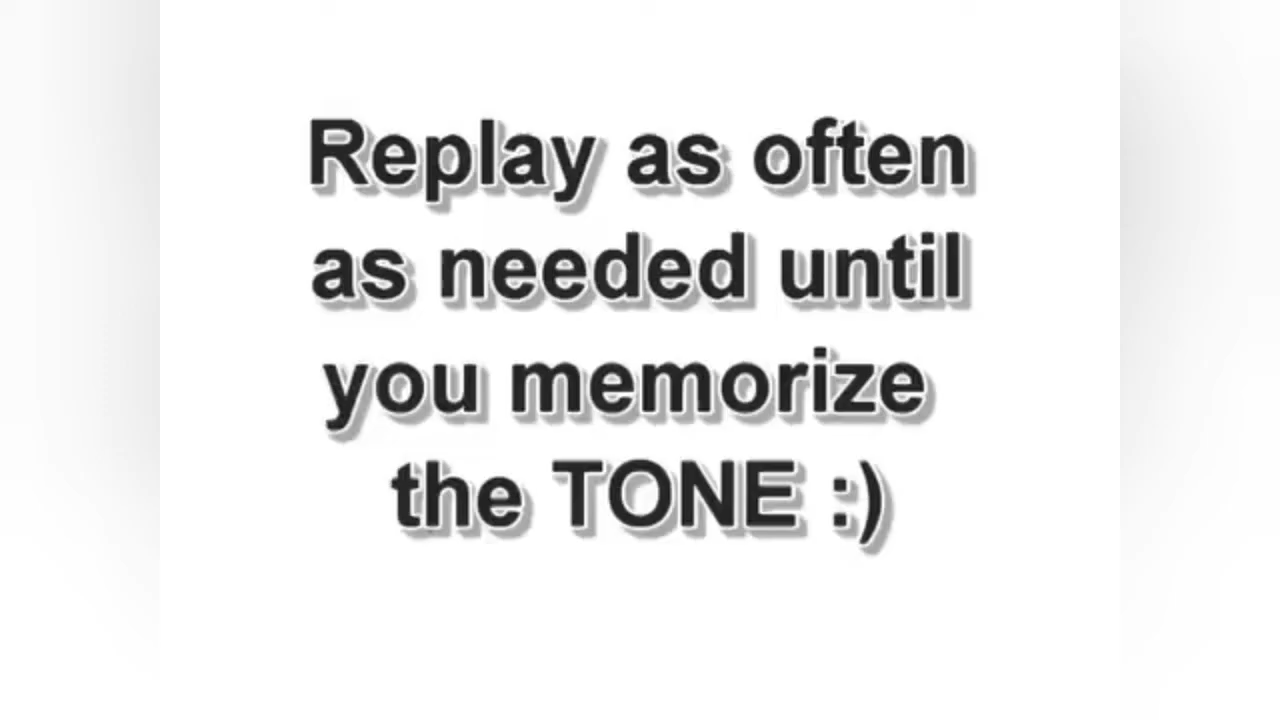 Replay as often
as needed until
you memorize
the TONE :)